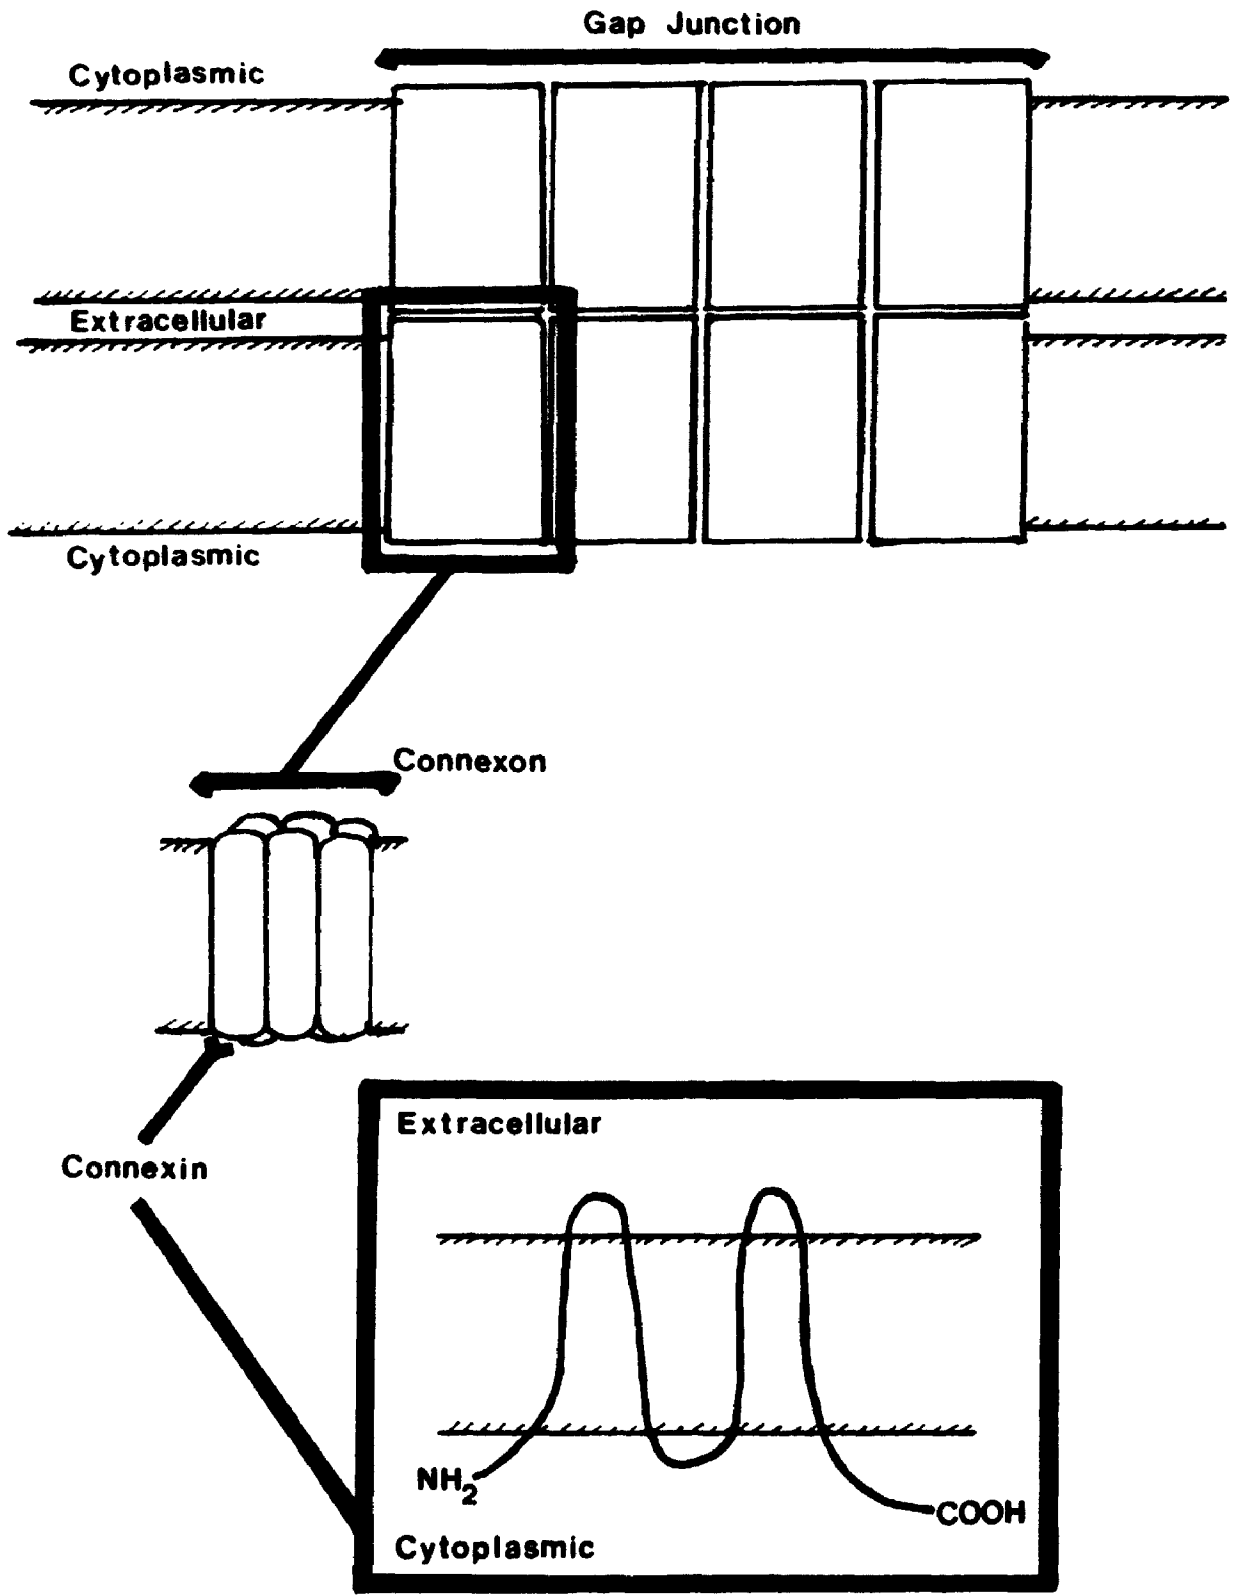 Gap Junction
Cytoplasmic
Extracellular
Cytoplasmic
Connexon
Connexin
Extracellular
NH2
COOH
Cytoplasmic